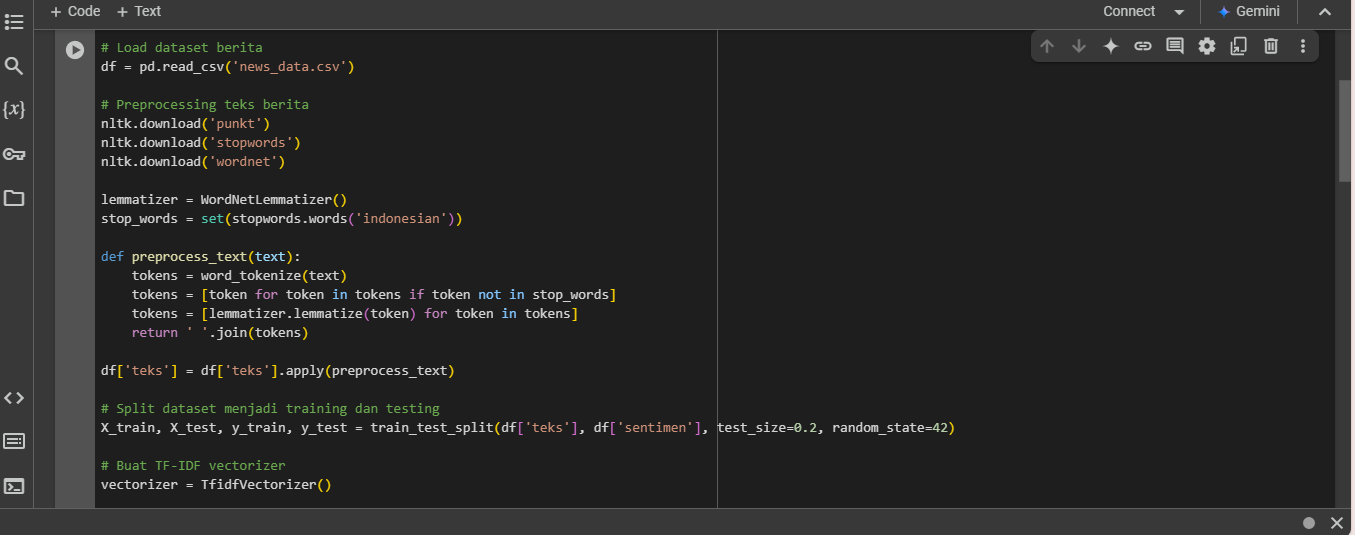 + Code + Text Connect Gemini
# Load dataset berita
df = pd.read_csv('news_data.csv')
# Preprocessing teks berita
nltk.download('punkt')
nltk.download('stopwords')
nltk.download('wordnet')
lemmatizer = WordNetLemmatizer()
stop_words = set(stopwords.words('indonesian'))
def preprocess_text(text):
    tokens = word_tokenize(text)
    tokens = [token for token in tokens if token not in stop_words]
    tokens = [lemmatizer.lemmatize(token) for token in tokens]
    return ' '.join(tokens)
df['teks'] = df['teks'].apply(preprocess_text)
# Split dataset menjadi training dan testing
X_train, X_test, y_train, y_test = train_test_split(df['teks'], df['sentimen'], test_size=0.2, random_state=42)
# Buat TF-IDF vectorizer
vectorizer = TfidfVectorizer()
{x}